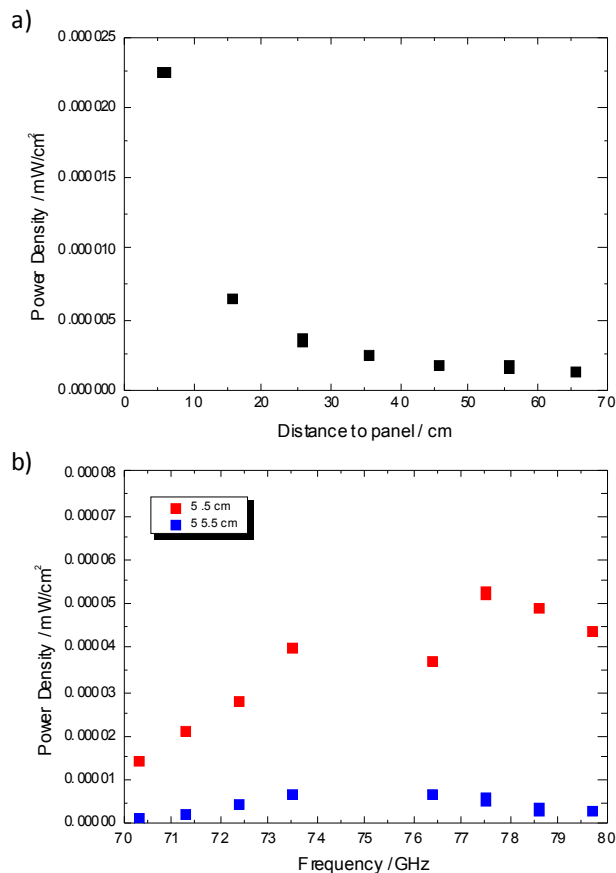 a)
0.000025
0.000020
0.000010
0.000005
0.000000
Power Density / mW/cm²
0 10 20 30 40 50 60 70
Distance to panel / cm
b)
0.00008
0.00007
0.00006
0.00005
0.00004
0.00003
0.00002
0.00001
0.00000
Power Density / mW/cm²
5 .5 cm
5 5.5 cm
70 71 72 73 74 75 76 77 78 79 80
Frequency / GHz